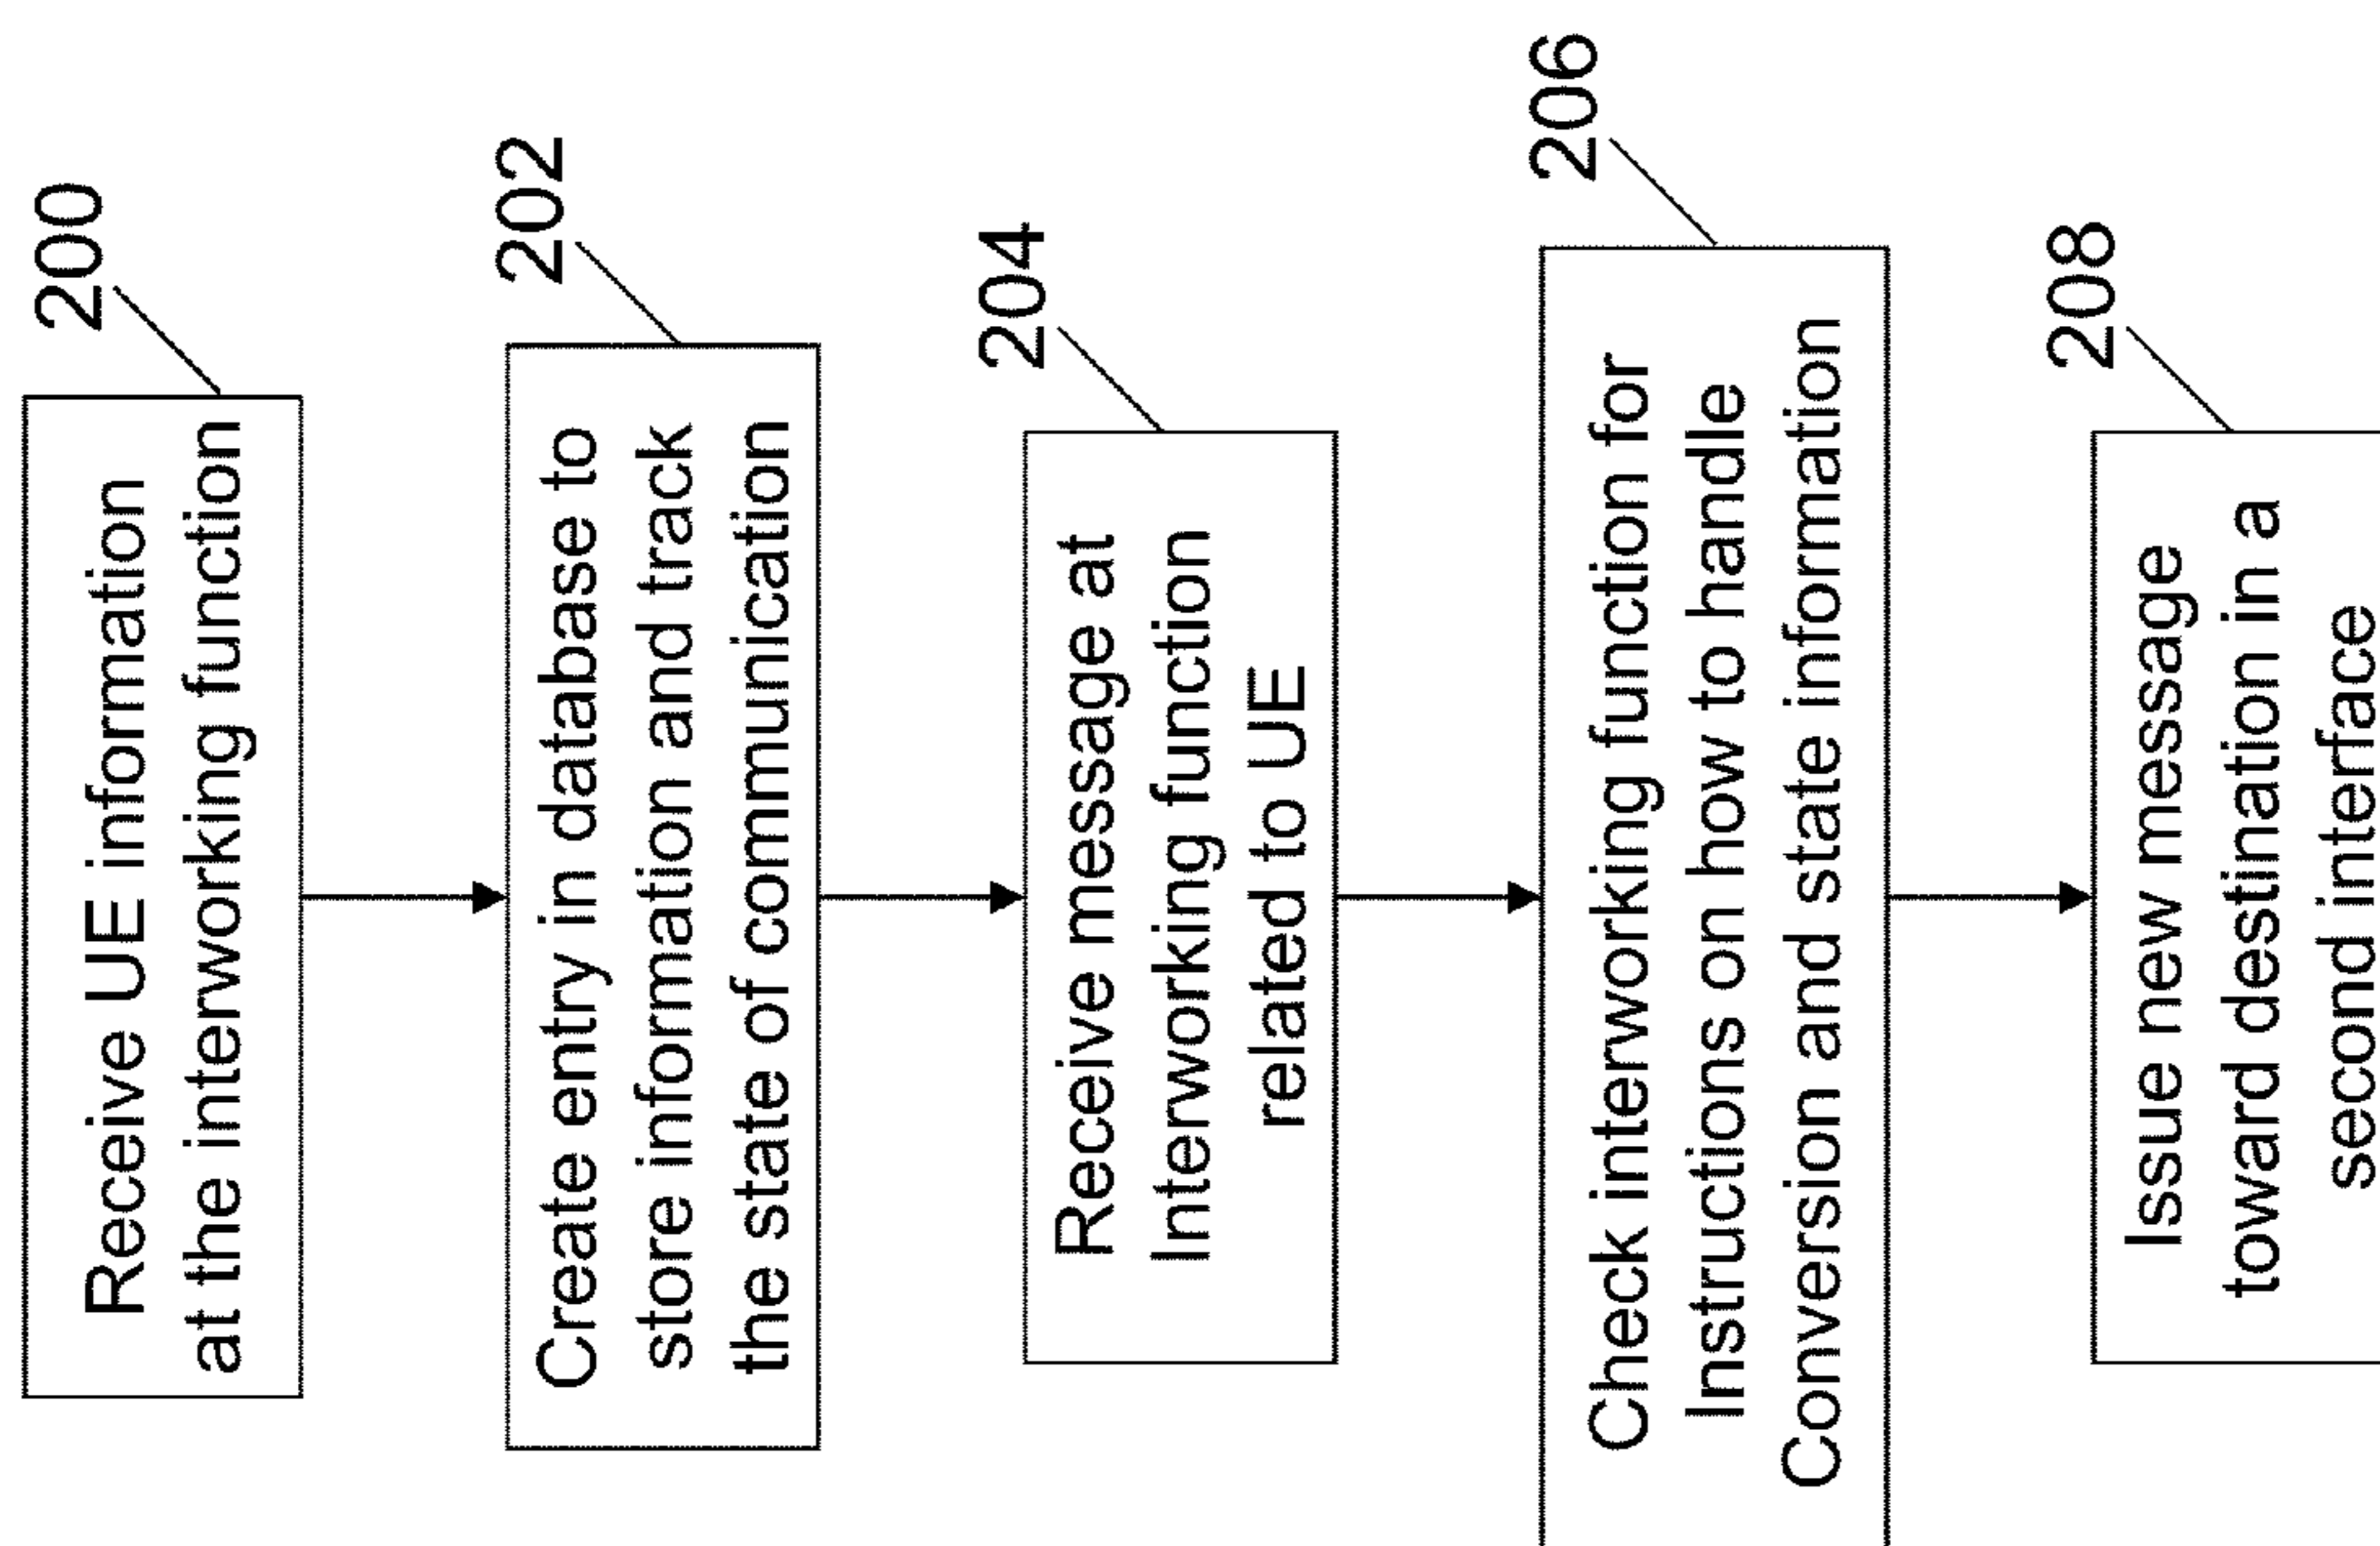 200
Receive UE information
at the interworking function
202
Create entry in database to
store information and track
the state of communication
204
Receive message at
Interworking function
related to UE
206
Check interworking function for
Instructions on how to handle
Conversion and state information
208
Issue new message
toward destination in a
second interface